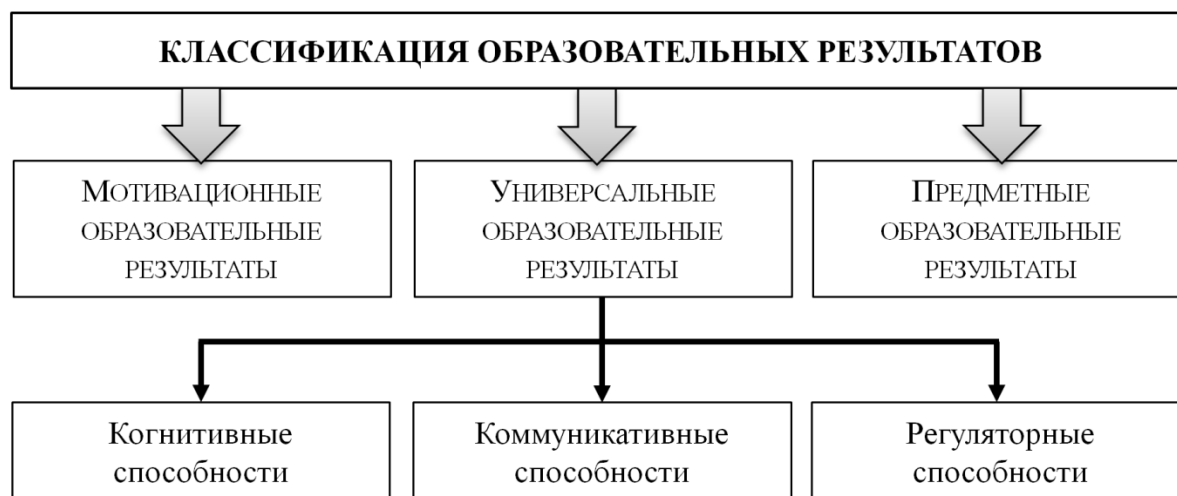 КЛАССИФИКАЦИЯ ОБРАЗОВАТЕЛЬНЫХ РЕЗУЛЬТАТОВ
МОТИВАЦИОННЫЕ
ОБРАЗОВАТЕЛЬНЫЕ
РЕЗУЛЬТАТЫ
УНИВЕРСАЛЬНЫЕ
ОБРАЗОВАТЕЛЬНЫЕ
РЕЗУЛЬТАТЫ
ПРЕДМЕТНЫЕ
ОБРАЗОВАТЕЛЬНЫЕ
РЕЗУЛЬТАТЫ
Когнитивные
способности
Коммуникативные
способности
Регуляторные
способности